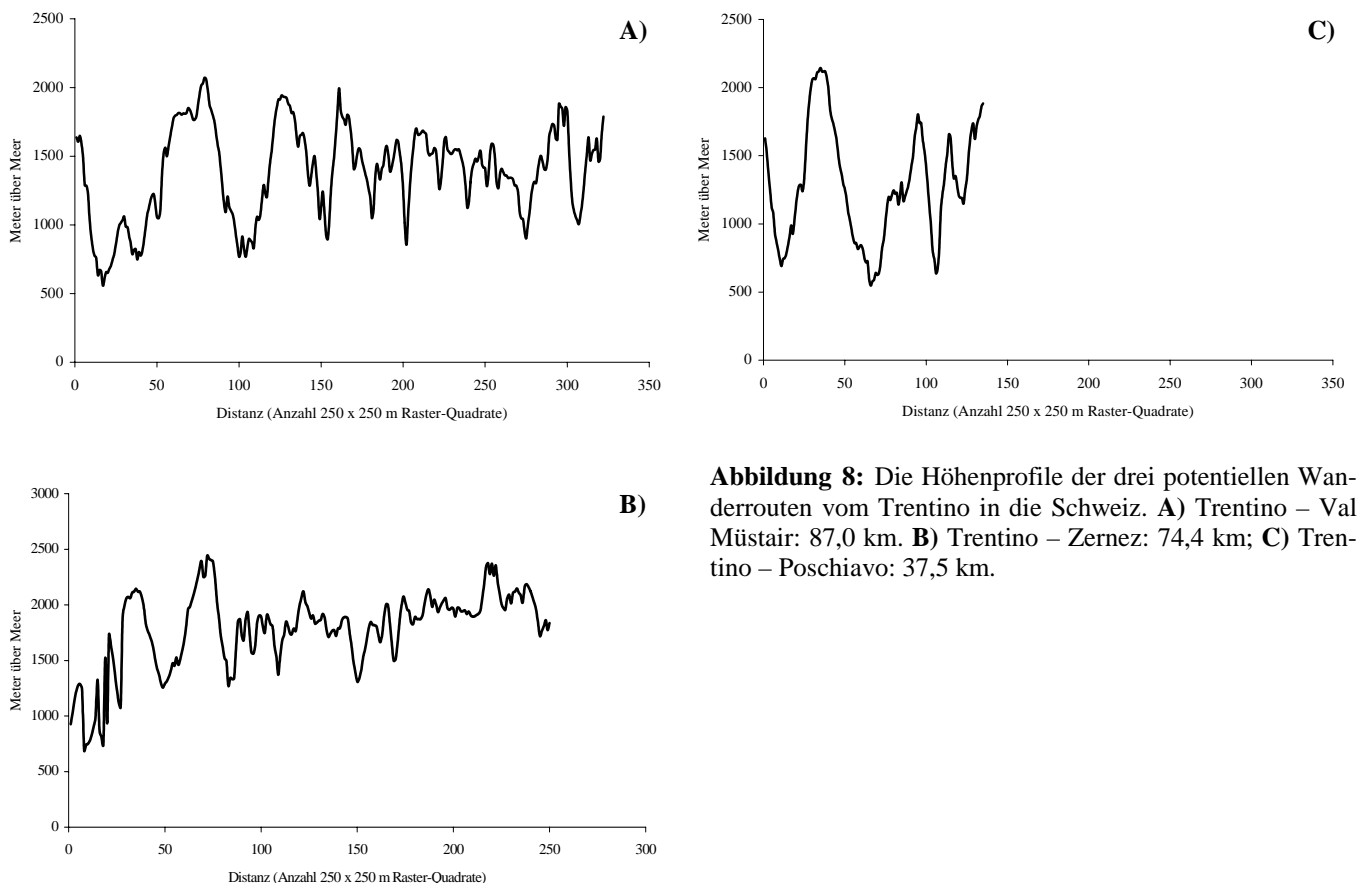 A)
2500
2000
1500
1000
500
0
Meter über Meer
0 50 100 150 200 250 300 350
Distanz (Anzahl 250 x 250 m Raster-Quadrate)
C)
2500
2000
1500
1000
500
0
Meter über Meer
0 50 100 150 200 250 300 350
Distanz (Anzahl 250 x 250 m Raster-Quadrate)
B)
3000
2500
2000
1500
1000
500
0
Meter über Meer
0 50 100 150 200 250 300
Distanz (Anzahl 250 x 250 m Raster-Quadrate)
Abbildung 8: Die Höhenprofile der drei potentiellen Wan-
derrouten vom Trentino in die Schweiz. A) Trentino – Val
Müstair: 87,0 km. B) Trentino – Zernez: 74,4 km; C) Tren-
tino – Poschiavo: 37,5 km.